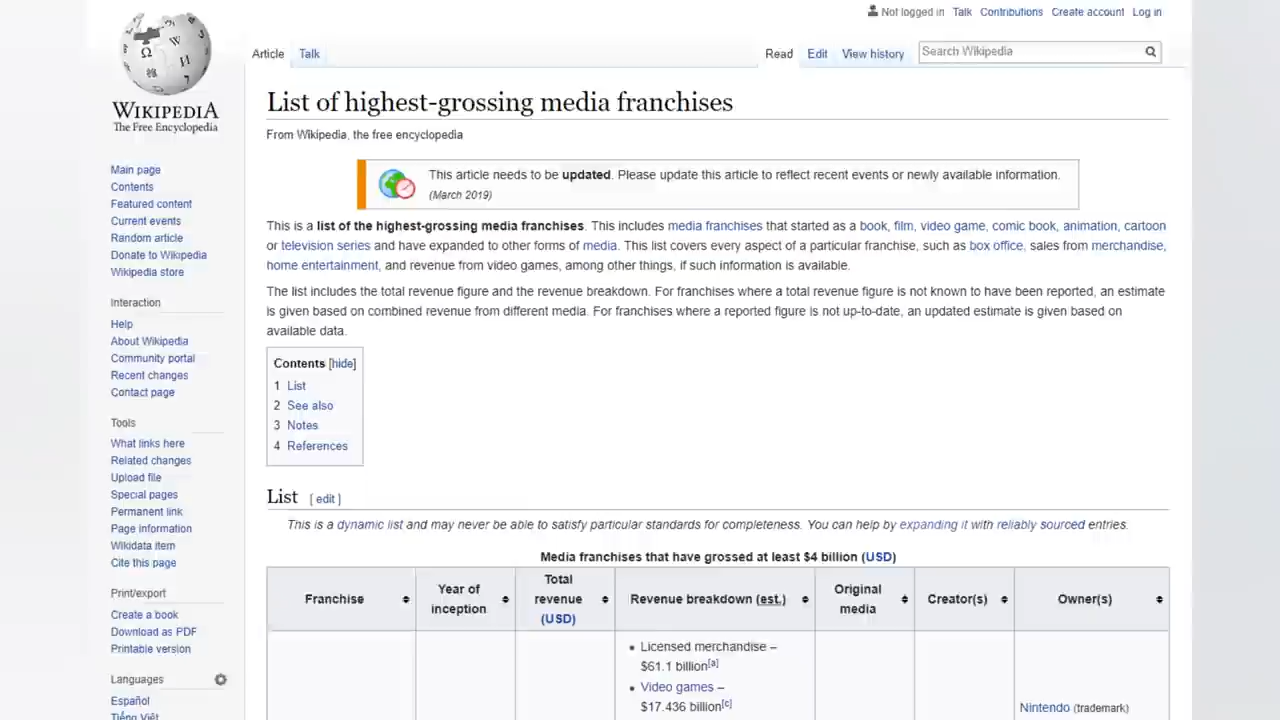 Not logged in Talk Contributions Create account Log in
Article Talk Read Edit View history Search Wikipedia
WIKIPEDIA
The Free Encyclopedia
Main page
Contents
Featured content
Current events
Random article
Donate to Wikipedia
Wikipedia store
Interaction
Help
About Wikipedia
Community portal
Recent changes
Contact page
Tools
What links here
Related changes
Upload file
Special pages
Permanent link
Page information
Wikidata item
Cite this page
Print/export
Create a book
Download as PDF
Printable version
Languages
Español
Tiếng Việt
List of highest-grossing media franchises
From Wikipedia, the free encyclopedia
This article needs to be updated. Please update this article to reflect recent events or newly available information.
(March 2019)
This is a list of the highest-grossing media franchises. This includes media franchises that started as a book, film, video game, comic book, animation, cartoon
or television series and have expanded to other forms of media. This list covers every aspect of a particular franchise, such as box office, sales from merchandise,
home entertainment, and revenue from video games, among other things, if such information is available.
The list includes the total revenue figure and the revenue breakdown. For franchises where a total revenue figure is not known to have been reported, an estimate
is given based on combined revenue from different media. For franchises where a reported figure is not up-to-date, an updated estimate is given based on
available data.
Contents [hide]
1 List
2 See also
3 Notes
4 References
List [ edit ]
This is a dynamic list and may never be able to satisfy particular standards for completeness. You can help by expanding it with reliably sourced entries.
Media franchises that have grossed at least $4 billion (USD)
Franchise
Year of
inception
Total
revenue
(USD)
Revenue breakdown (est.)
Original
media
Creator(s)
Owner(s)
• Licensed merchandise –
$61.1 billion[a]
• Video games –
$17.436 billion[c]
Nintendo (trademark)